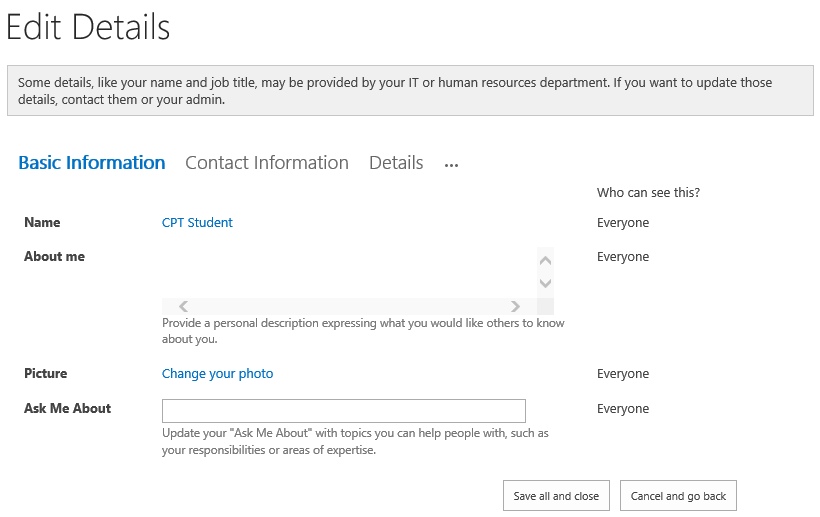 Edit Details
Some details, like your name and job title, may be provided by your IT or human resources department. If you want to update those
details, contact them or your admin.
Basic Information Contact Information Details ...
Who can see this?
Name CPT Student Everyone
About me Everyone
Provide a personal description expressing what you would like others to know
about you.
Picture Change your photo Everyone
Ask Me About Everyone
Update your "Ask Me About" with topics you can help people with, such as
your responsibilities or areas of expertise.
Save all and close Cancel and go back